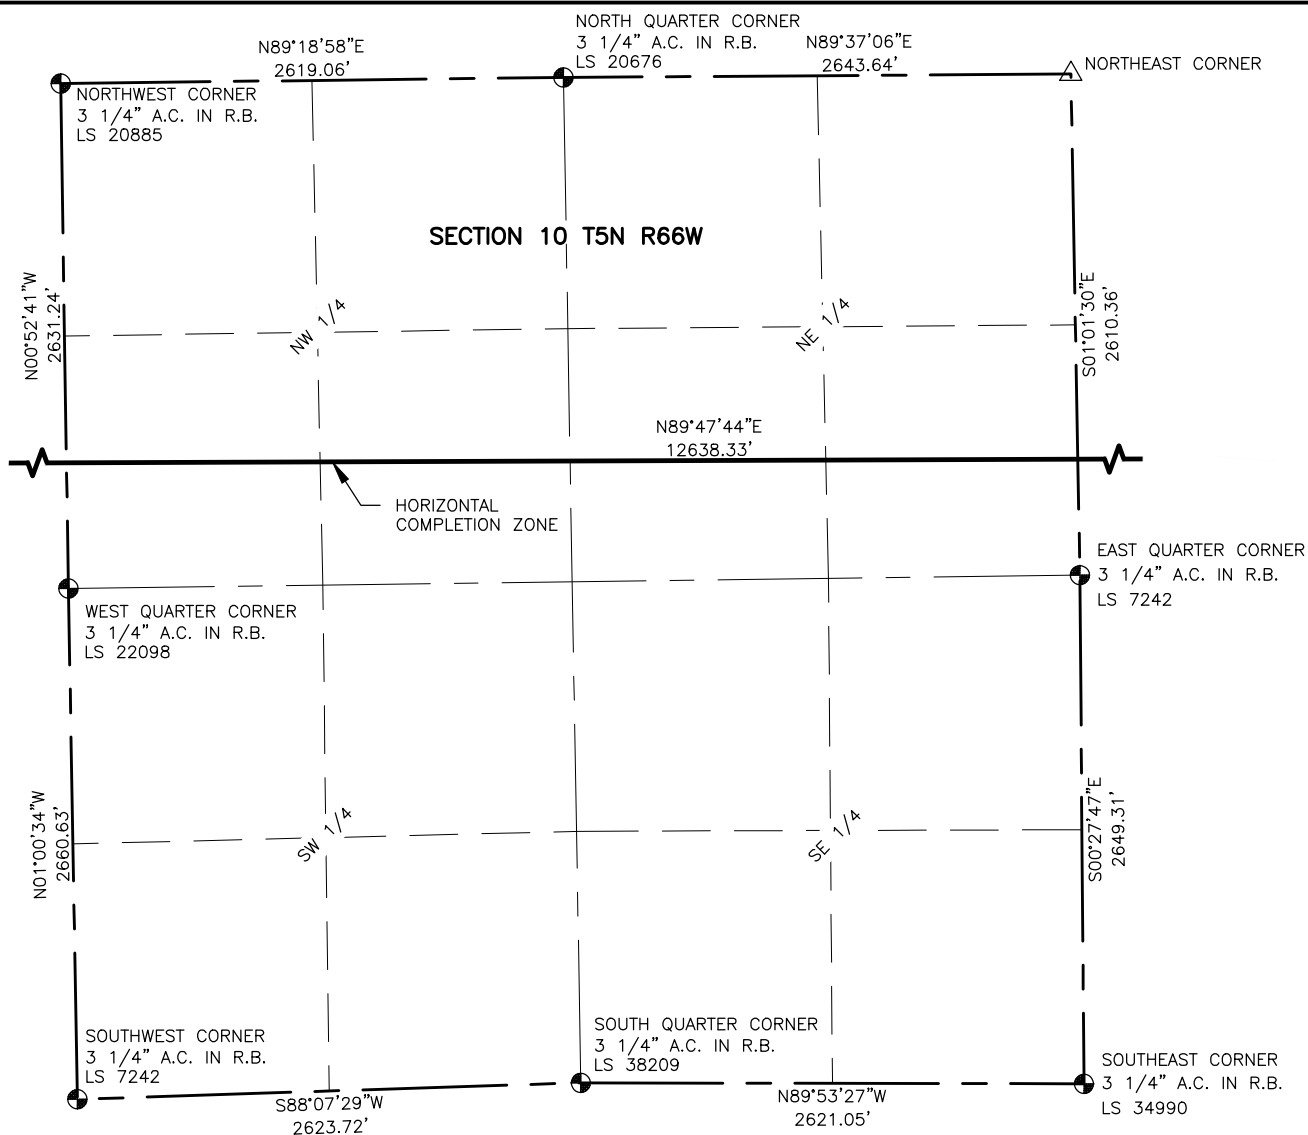 NORTH QUARTER CORNER
3 1/4" A.C. IN R.B.
LS 20676
N89°18'58"E
2619.06'
N89°37'06"E
2643.64'
NORTHEAST CORNER
NORTHWEST CORNER
3 1/4" A.C. IN R.B.
LS 20885
SECTION 10 T5N R66W
N00°52'41"W
2631.24'
NW 1/4
NE 1/4
S01°01'30"E
2610.36'
N89°47'44"E
12638.33'
HORIZONTAL
COMPLETION ZONE
EAST QUARTER CORNER
3 1/4" A.C. IN R.B.
LS 7242
WEST QUARTER CORNER
3 1/4" A.C. IN R.B.
LS 22098
N01°00'34"W
2660.63'
SW 1/4
SE 1/4
S00°27'47"E
2649.31'
SOUTHWEST CORNER
3 1/4" A.C. IN R.B.
LS 7242
SOUTH QUARTER CORNER
3 1/4" A.C. IN R.B.
LS 38209
SOUTHEAST CORNER
3 1/4" A.C. IN R.B.
LS 34990
S88°07'29"W
2623.72'
N89°53'27"W
2621.05'